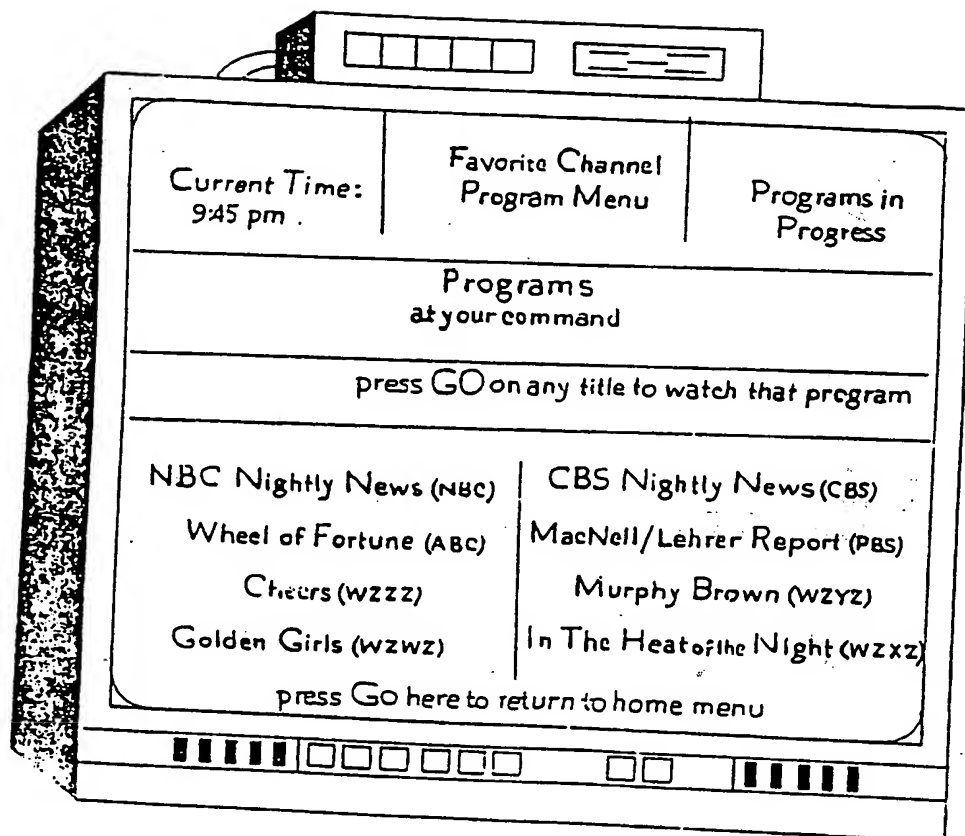 Current Time:
9:45 pm
Favorite Channel
Program Menu
Programs in
Progress
Programs
at your command
press GO on any title to watch that program
NBC Nightly News (NBC)
CBS Nightly News (CBS)
Wheel of Fortune (ABC)
MacNell/Lehrer Report (PBS)
Cheers (WZZZ)
Murphy Brown (WZYZ)
Golden Girls (WZWZ)
In The Heat of the Night (WZXZ)
press Go here to return to home menu